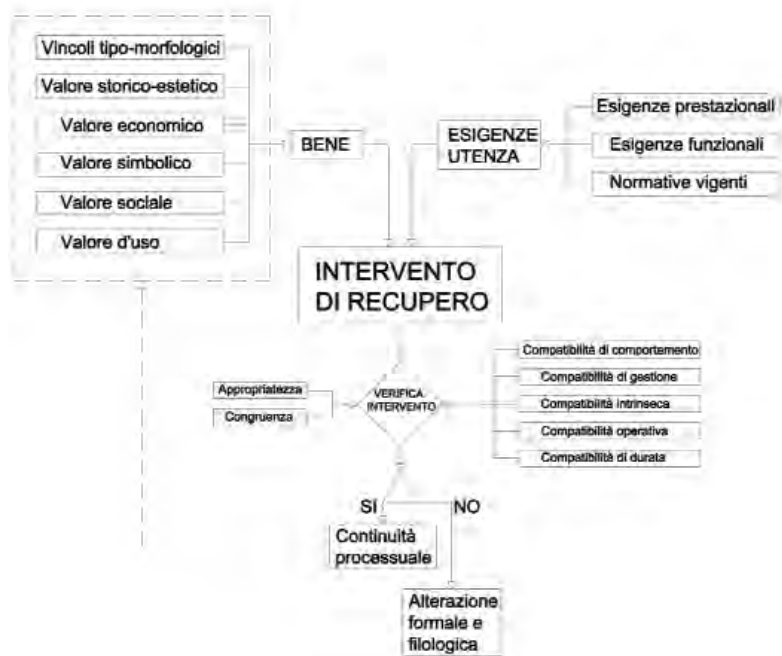 Vincoli tipo-morfologici
Valore storico-estetico
Valore economico
Valore simbolico
Valore sociale
Valore d'uso
BENE
ESIGENZE
UTENZA
Esigenze prestazionali
Esigenze funzionali
Normative vigenti
INTERVENTO
DI RECUPERO
Appropriatezza
Congruenza
VERIFICA
INTERVENTO
Compatibilità di comportamento
Compatibilità di gestione
Compatibilità intrinseca
Compatibilità operativa
Compatibilità di durata
SI
NO
Continuità
processuale
Alterazione
formale e
filologica